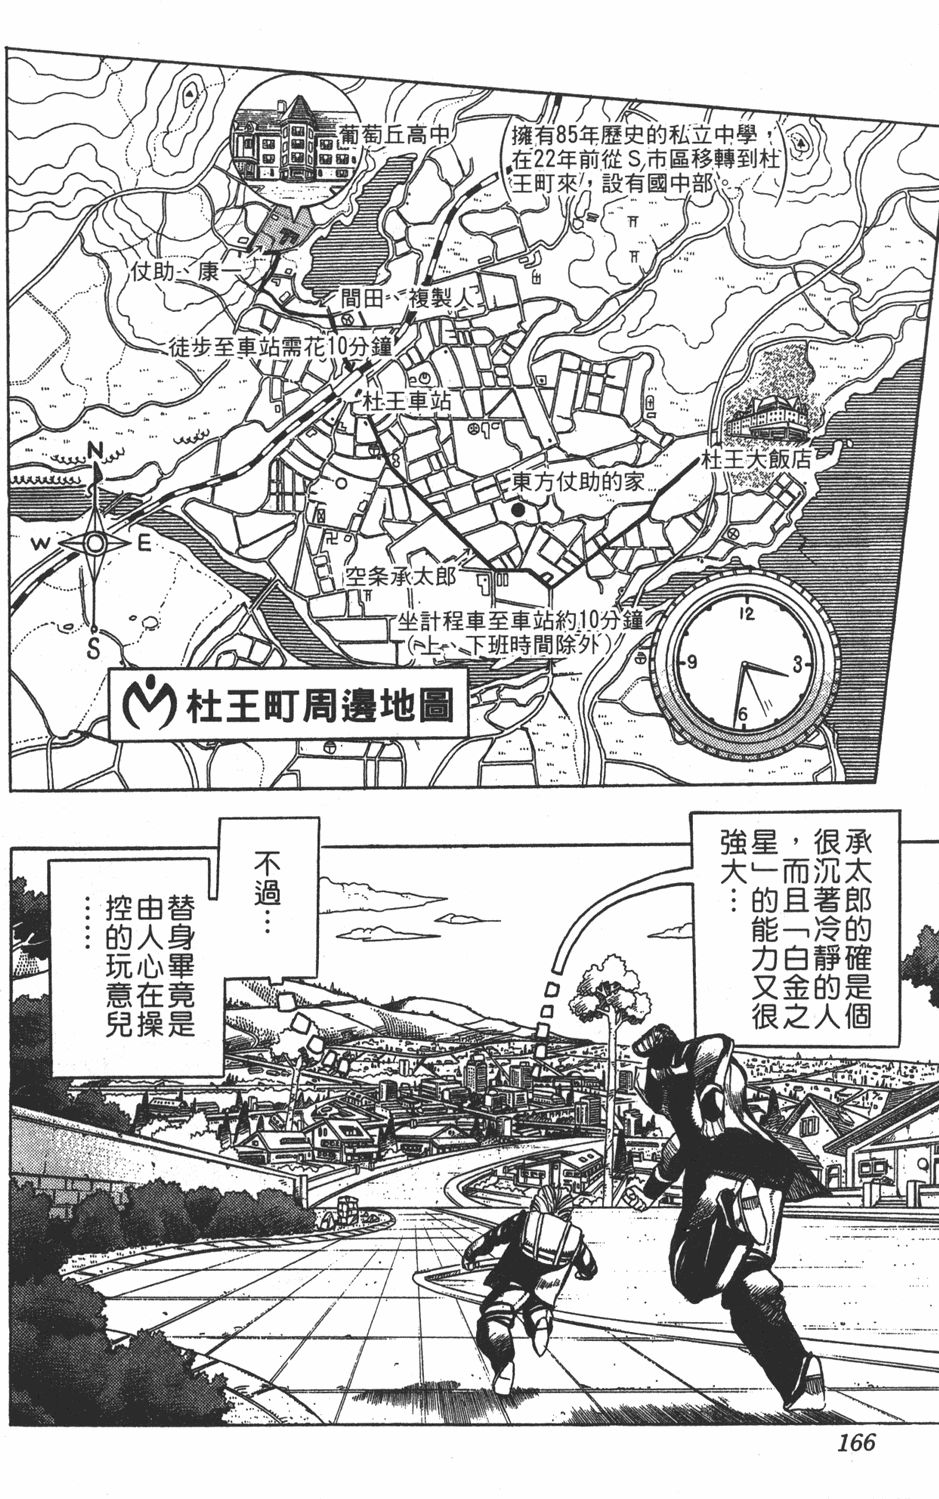 葡萄丘高中
擁有85年歷史的私立中學，
在22年前從S市區移轉到杜
王町來，設有國中部。
仗助、康一
間田、複製人
徒步至車站需花10分鐘
杜王車站
杜王大飯店
東方仗助的家
空条承太郎
坐計程車至車站約10分鐘
（上、下班時間除外）
N
W
E
S
12
9
3
6
杜王町周邊地圖
承太郎的確是個
很沉著冷靜的人
，而且「白金之
星」的能力又很
強大…
不過…
替身畢竟是
由人心在操
控的玩意兒
……
166